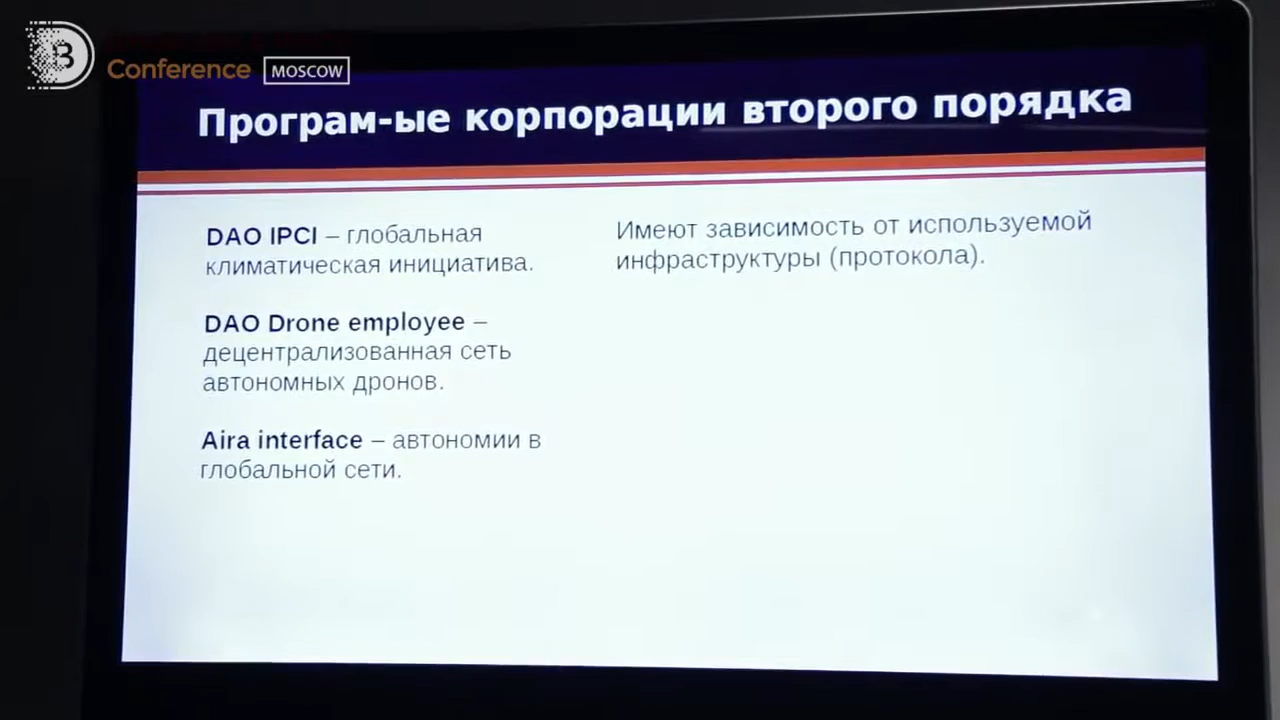 B
Conference MOSCOW
Програм-ые корпорации второго порядка
DAO IPCI – глобальная
климатическая инициатива.
DAO Drone employee –
децентрализованная сеть
автономных дронов.
Aira interface – автономии в
глобальной сети.
Имеют зависимость от используемой
инфраструктуры (протокола).